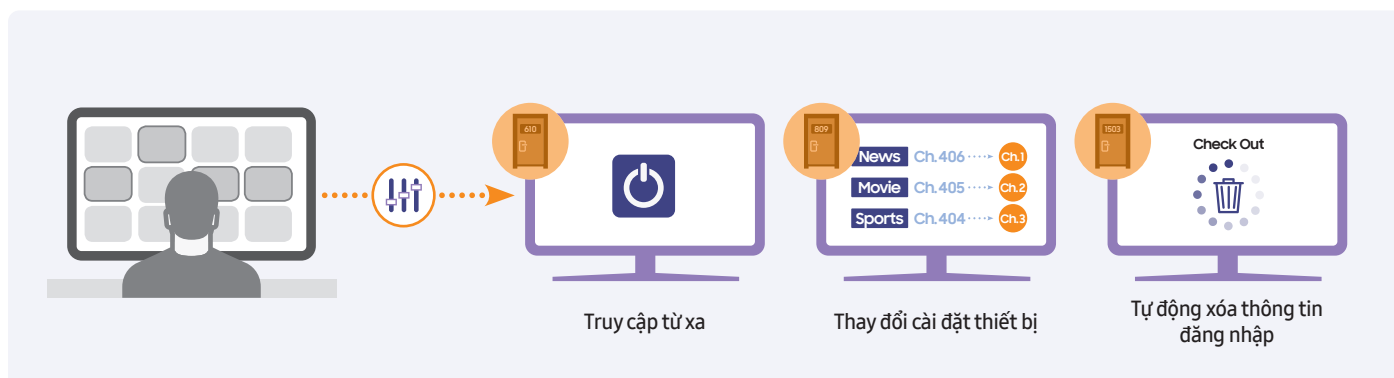 610
Truy cập từ xa
809
News Ch.406 Ch.1
Movie Ch.405 Ch.2
Sports Ch.404 Ch.3
Thay đổi cài đặt thiết bị
1503
Check Out
Tự động xóa thông tin
đăng nhập